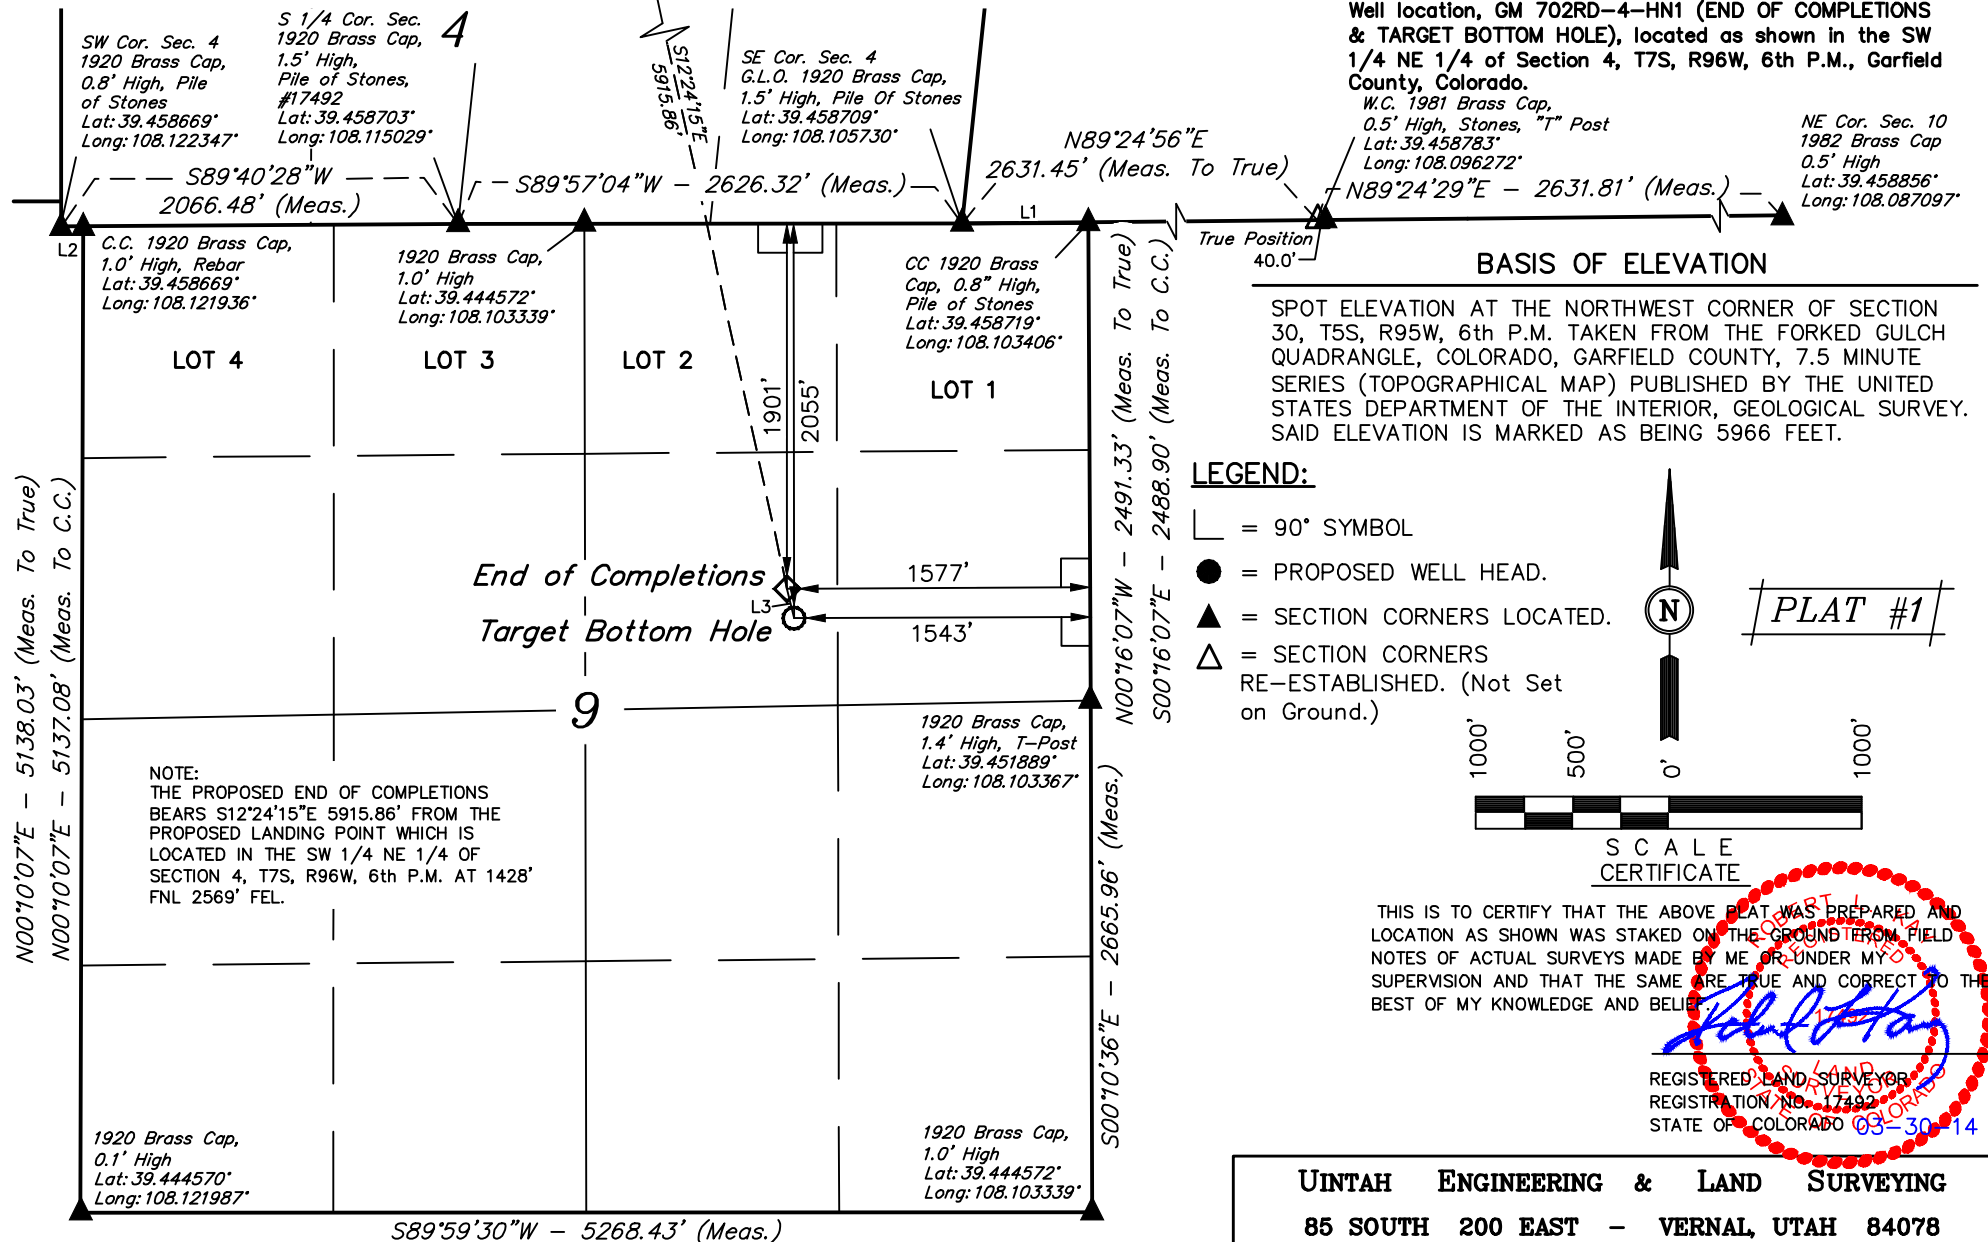 Well location, GM 702RD-4-HN1 (END OF COMPLETIONS
& TARGET BOTTOM HOLE), located as shown in the SW
1/4 NE 1/4 of Section 4, T7S, R96W, 6th P.M., Garfield
County, Colorado.
SW Cor. Sec. 4
1920 Brass Cap,
0.8' High, Pile
of Stones
Lat: 39.458669°
Long: 108.122347°
S 1/4 Cor. Sec.
1920 Brass Cap,
1.5' High,
Pile of Stones,
#17492
Lat: 39.458703°
Long: 108.115029°
4
S12°24'15"E
5915.86'
SE Cor. Sec. 4
G.L.O. 1920 Brass Cap,
1.5' High, Pile Of Stones
Lat: 39.458709°
Long: 108.105730°
W.C. 1981 Brass Cap,
0.5' High, Stones, "T" Post
Lat: 39.458783°
Long: 108.096272°
NE Cor. Sec. 10
1982 Brass Cap
0.5' High
Lat: 39.458856°
Long: 108.087097°
S89°40'28"W
2066.48' (Meas.)
S89°57'04"W - 2626.32' (Meas.)
N89°24'56"E
2631.45' (Meas. To True)
N89°24'29"E - 2631.81' (Meas.)
L1
L2
True Position
40.0'
C.C. 1920 Brass Cap,
1.0' High, Rebar
Lat: 39.458669°
Long: 108.121936°
1920 Brass Cap,
1.0' High
Lat: 39.444572°
Long: 108.103339°
CC 1920 Brass
Cap, 0.8" High,
Pile of Stones
Lat: 39.458719°
Long: 108.103406°
LOT 4
LOT 3
LOT 2
LOT 1
1901'
2055'
N00°16'07"W - 2491.33' (Meas. To True)
S00°16'07"E - 2488.90' (Meas. To C.C.)
N00°10'07"E - 5138.03' (Meas. To True)
N00°10'07"E - 5137.08' (Meas. To C.C.)
End of Completions
L3
Target Bottom Hole
1577'
1543'
9
1920 Brass Cap,
1.4' High, T-Post
Lat: 39.451889°
Long: 108.103367°
S00°10'36"E - 2665.96' (Meas.)
NOTE:
THE PROPOSED END OF COMPLETIONS
BEARS S12°24'15"E 5915.86' FROM THE
PROPOSED LANDING POINT WHICH IS
LOCATED IN THE SW 1/4 NE 1/4 OF
SECTION 4, T7S, R96W, 6th P.M. AT 1428'
FNL 2569' FEL.
1920 Brass Cap,
0.1' High
Lat: 39.444570°
Long: 108.121987°
1920 Brass Cap,
1.0' High
Lat: 39.444572°
Long: 108.103339°
S89°59'30"W - 5268.43' (Meas.)
BASIS OF ELEVATION
SPOT ELEVATION AT THE NORTHWEST CORNER OF SECTION
30, T5S, R95W, 6th P.M. TAKEN FROM THE FORKED GULCH
QUADRANGLE, COLORADO, GARFIELD COUNTY, 7.5 MINUTE
SERIES (TOPOGRAPHICAL MAP) PUBLISHED BY THE UNITED
STATES DEPARTMENT OF THE INTERIOR, GEOLOGICAL SURVEY.
SAID ELEVATION IS MARKED AS BEING 5966 FEET.
LEGEND:
= 90° SYMBOL
= PROPOSED WELL HEAD.
= SECTION CORNERS LOCATED.
= SECTION CORNERS
RE-ESTABLISHED. (Not Set
on Ground.)
N
PLAT #1
1000'
500'
0'
1000'
SCALE
CERTIFICATE
THIS IS TO CERTIFY THAT THE ABOVE PLAT WAS PREPARED AND
LOCATION AS SHOWN WAS STAKED ON THE GROUND FROM FIELD
NOTES OF ACTUAL SURVEYS MADE BY ME OR UNDER MY
SUPERVISION AND THAT THE SAME ARE TRUE AND CORRECT TO THE
BEST OF MY KNOWLEDGE AND BELIEF.
ROBERT L. KAY
REGISTERED
17492
LAND
SURVEYOR
STATE OF COLORADO
REGISTERED LAND SURVEYOR
REGISTRATION NO. 17492
STATE OF COLORADO 03-30-14
UINTAH ENGINEERING & LAND SURVEYING
85 SOUTH 200 EAST - VERNAL, UTAH 84078